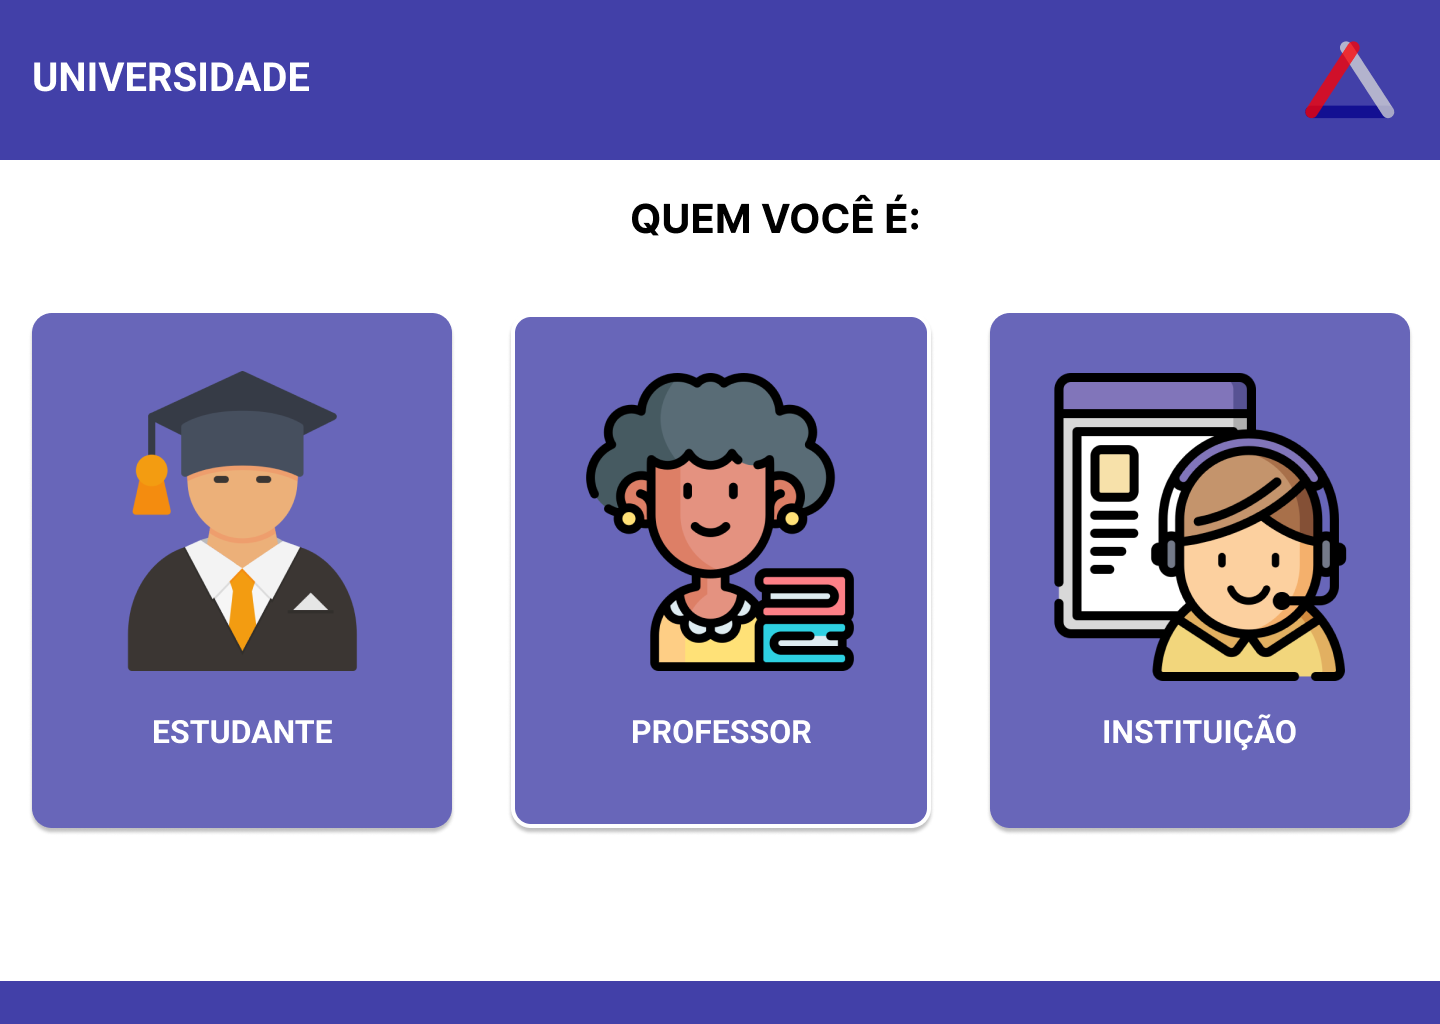 UNIVERSIDADE
QUEM VOCÊ É:
ESTUDANTE
PROFESSOR
INSTITUIÇÃO